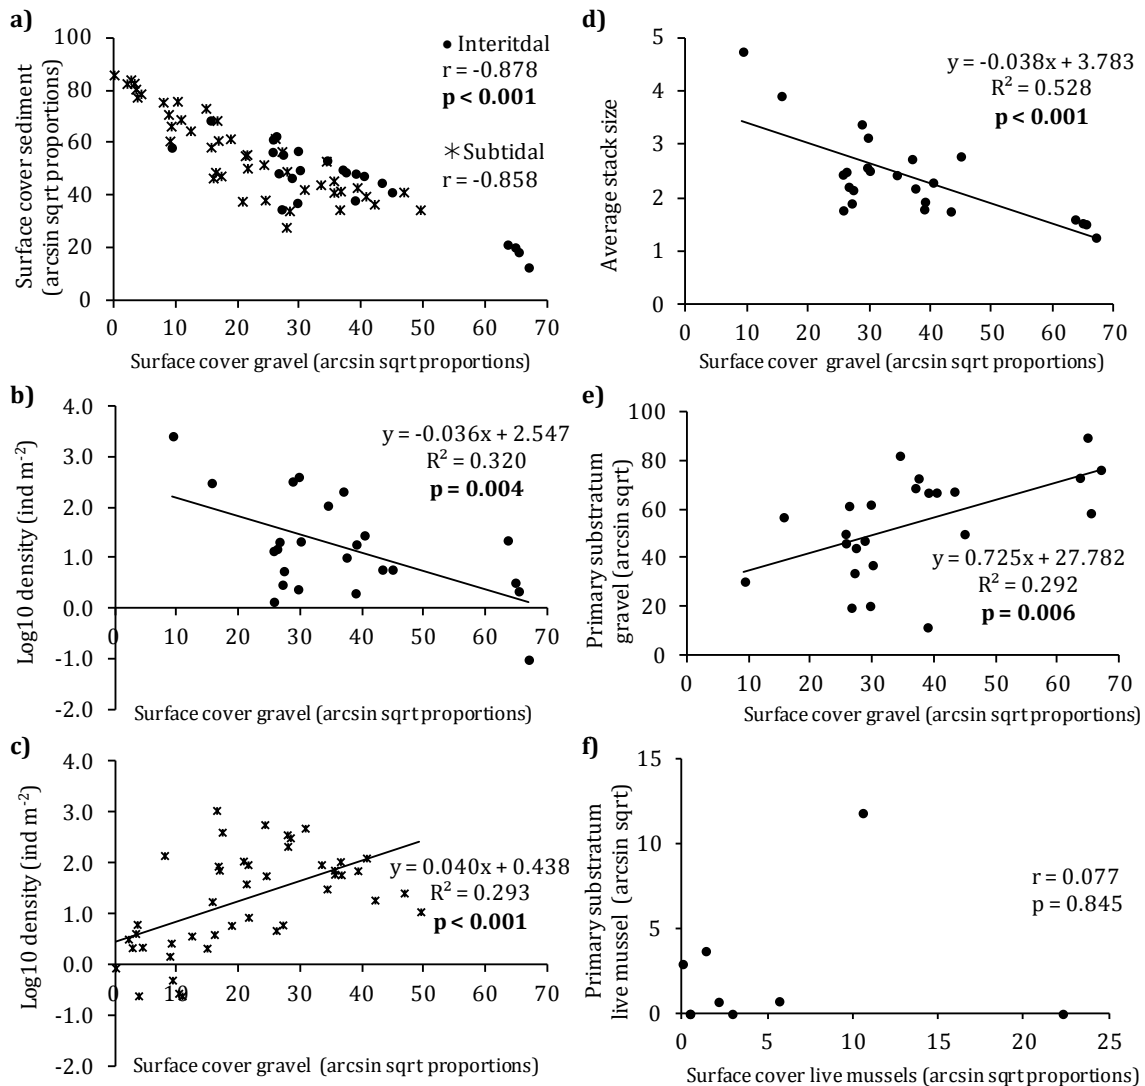 a)
100
80
60
40
20
0
Surface cover sediment
(arcsin sqrt proportions)
● Interitdal
r = -0.878
p < 0.001
Subtidal
r = -0.858
0 10 20 30 40 50 60 70
Surface cover gravel (arcsin sqrt proportions)
b)
4.0
3.0
2.0
1.0
0.0
-1.0
-2.0
Log10 density (ind m⁻²)
y = -0.036x + 2.547
R² = 0.320
p = 0.004
0 10 20 30 40 50 60 70
Surface cover gravel (arcsin sqrt proportions)
c)
4.0
3.0
2.0
1.0
0.0
-1.0
-2.0
Log10 density (ind m⁻²)
y = 0.040x + 0.438
R² = 0.293
p < 0.001
0 10 20 30 40 50 60 70
Surface cover gravel (arcsin sqrt proportions)
d)
5
4
3
2
1
0
Average stack size
y = -0.038x + 3.783
R² = 0.528
p < 0.001
0 10 20 30 40 50 60 70
Surface cover gravel (arcsin sqrt proportions)
e)
100
80
60
40
20
0
Primary substratum
gravel (arcsin sqrt)
y = 0.725x + 27.782
R² = 0.292
p = 0.006
0 10 20 30 40 50 60 70
Surface cover gravel (arcsin sqrt proportions)
f)
15
10
5
0
Primary substratum
live mussel (arcsin sqrt)
r = 0.077
p = 0.845
0 5 10 15 20 25
Surface cover live mussels (arcsin sqrt proportions)